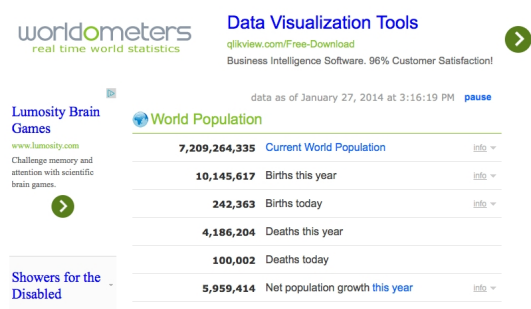 worldometers
real time world statistics
Data Visualization Tools
qlikview.com/Free-Download
Business Intelligence Software. 96% Customer Satisfaction!
data as of January 27, 2014 at 3:16:19 PM pause
Lumosity Brain
Games
www.lumosity.com
Challenge memory and
attention with scientific
brain games.
Showers for the
Disabled
World Population
7,209,264,335 Current World Population info
10,145,617 Births this year info
242,363 Births today info
4,186,204 Deaths this year
100,002 Deaths today
5,959,414 Net population growth this year info